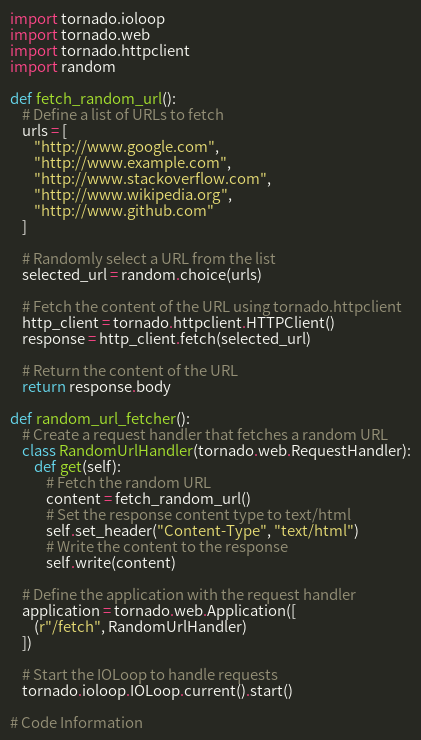 import tornado.ioloop
import tornado.web
import tornado.httpclient
import random
def fetch_random_url():
# Define a list of URLs to fetch
urls = [
"http://www.google.com",
"http://www.example.com",
"http://www.stackoverflow.com",
"http://www.wikipedia.org",
"http://www.github.com"
]
# Randomly select a URL from the list
selected_url = random.choice(urls)
# Fetch the content of the URL using tornado.httpclient
http_client = tornado.httpclient.HTTPClient()
response = http_client.fetch(selected_url)
# Return the content of the URL
return response.body
def random_url_fetcher():
# Create a request handler that fetches a random URL
class RandomUrlHandler(tornado.web.RequestHandler):
def get(self):
# Fetch the random URL
content = fetch_random_url()
# Set the response content type to text/html
self.set_header("Content-Type", "text/html")
# Write the content to the response
self.write(content)
# Define the application with the request handler
application = tornado.web.Application([
(r"/fetch", RandomUrlHandler)
])
# Start the IOLoop to handle requests
tornado.ioloop.IOLoop.current().start()
# Code Information